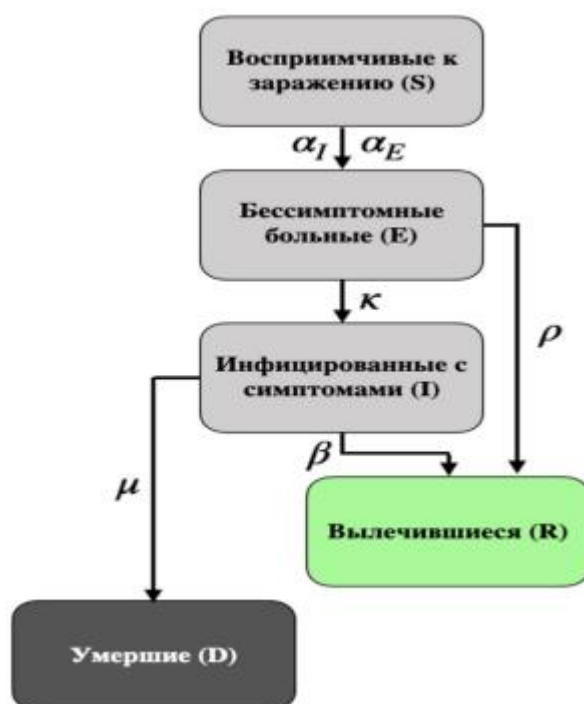 Восприимчивые к
заражению (S)
α_I α_E
Бессимптомные
больные (E)
κ
ρ
Инфицированные с
симптомами (I)
β
μ
Вылечившиеся (R)
Умершие (D)